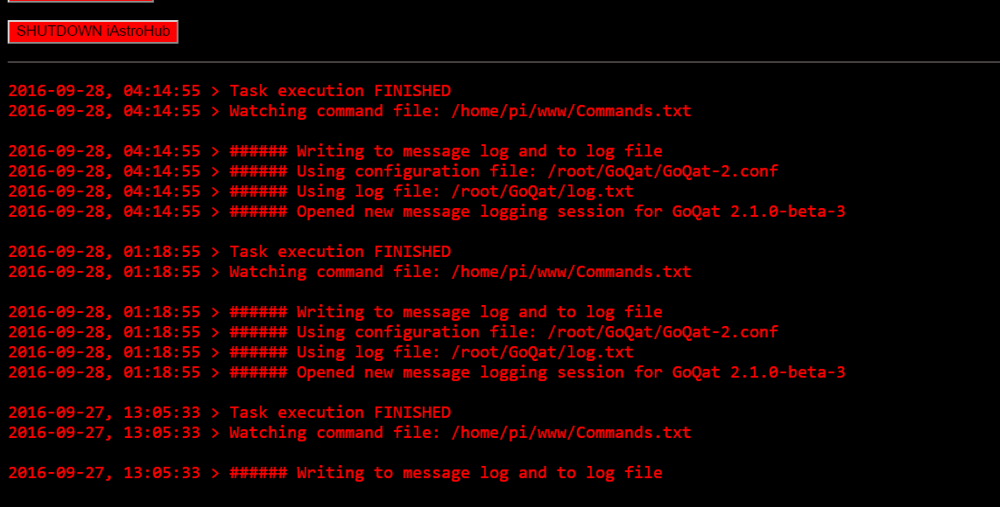 SHUTDOWN iAstroHub
2016-09-28, 04:14:55 > Task execution FINISHED
2016-09-28, 04:14:55 > Watching command file: /home/pi/www/Commands.txt
2016-09-28, 04:14:55 > ###### Writing to message log and to log file
2016-09-28, 04:14:55 > ###### Using configuration file: /root/GoQat/GoQat-2.conf
2016-09-28, 04:14:55 > ###### Using log file: /root/GoQat/log.txt
2016-09-28, 04:14:55 > ###### Opened new message logging session for GoQat 2.1.0-beta-3
2016-09-28, 01:18:55 > Task execution FINISHED
2016-09-28, 01:18:55 > Watching command file: /home/pi/www/Commands.txt
2016-09-28, 01:18:55 > ###### Writing to message log and to log file
2016-09-28, 01:18:55 > ###### Using configuration file: /root/GoQat/GoQat-2.conf
2016-09-28, 01:18:55 > ###### Using log file: /root/GoQat/log.txt
2016-09-28, 01:18:55 > ###### Opened new message logging session for GoQat 2.1.0-beta-3
2016-09-27, 13:05:33 > Task execution FINISHED
2016-09-27, 13:05:33 > Watching command file: /home/pi/www/Commands.txt
2016-09-27, 13:05:33 > ###### Writing to message log and to log file